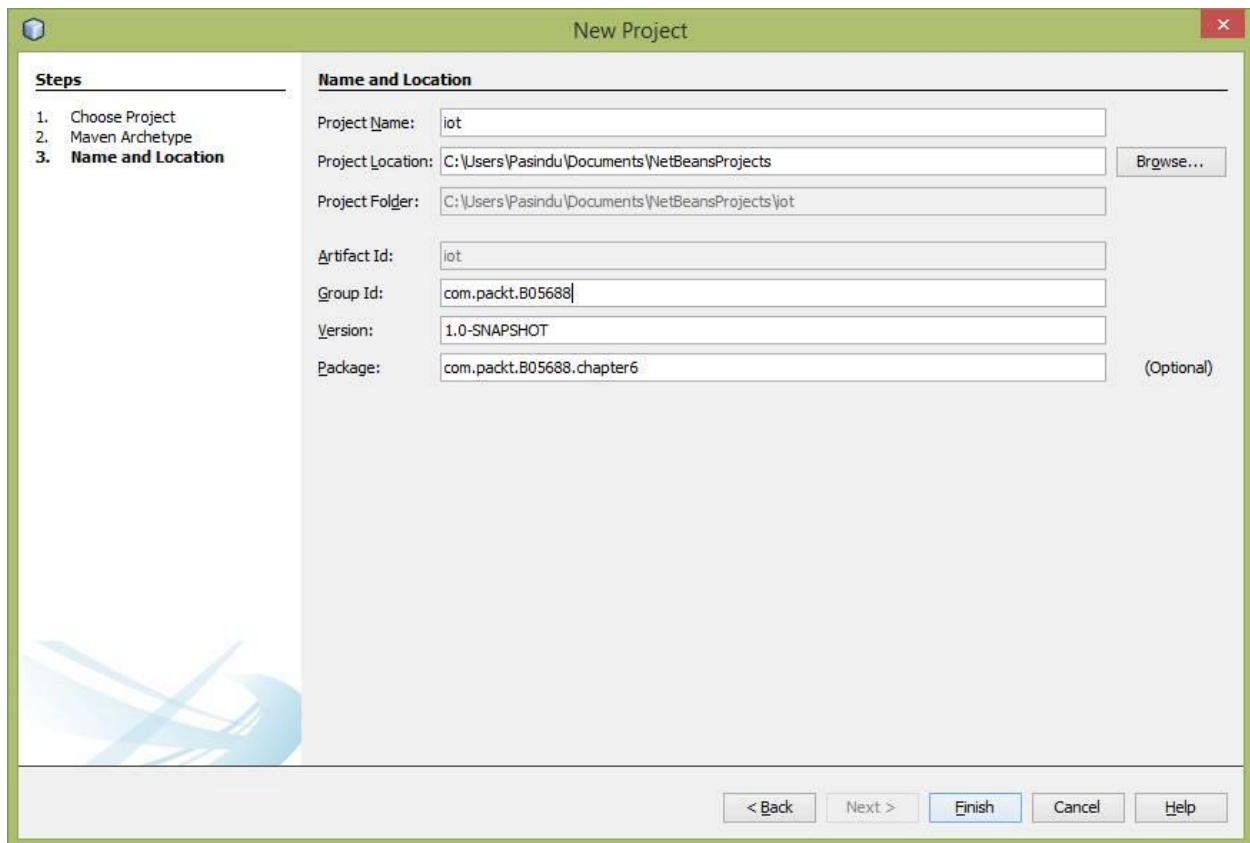 New Project
Steps
1. Choose Project
2. Maven Archetype
3. Name and Location
Name and Location
Project Name: iot
Project Location: C:\Users\Pasindu\Documents\NetBeansProjects Browse...
Project Folder: C:\Users\Pasindu\Documents\NetBeansProjects\iot
Artifact Id: iot
Group Id: com.packt.B05688
Version: 1.0-SNAPSHOT
Package: com.packt.B05688.chapter6 (Optional)
< Back Next > Finish Cancel Help